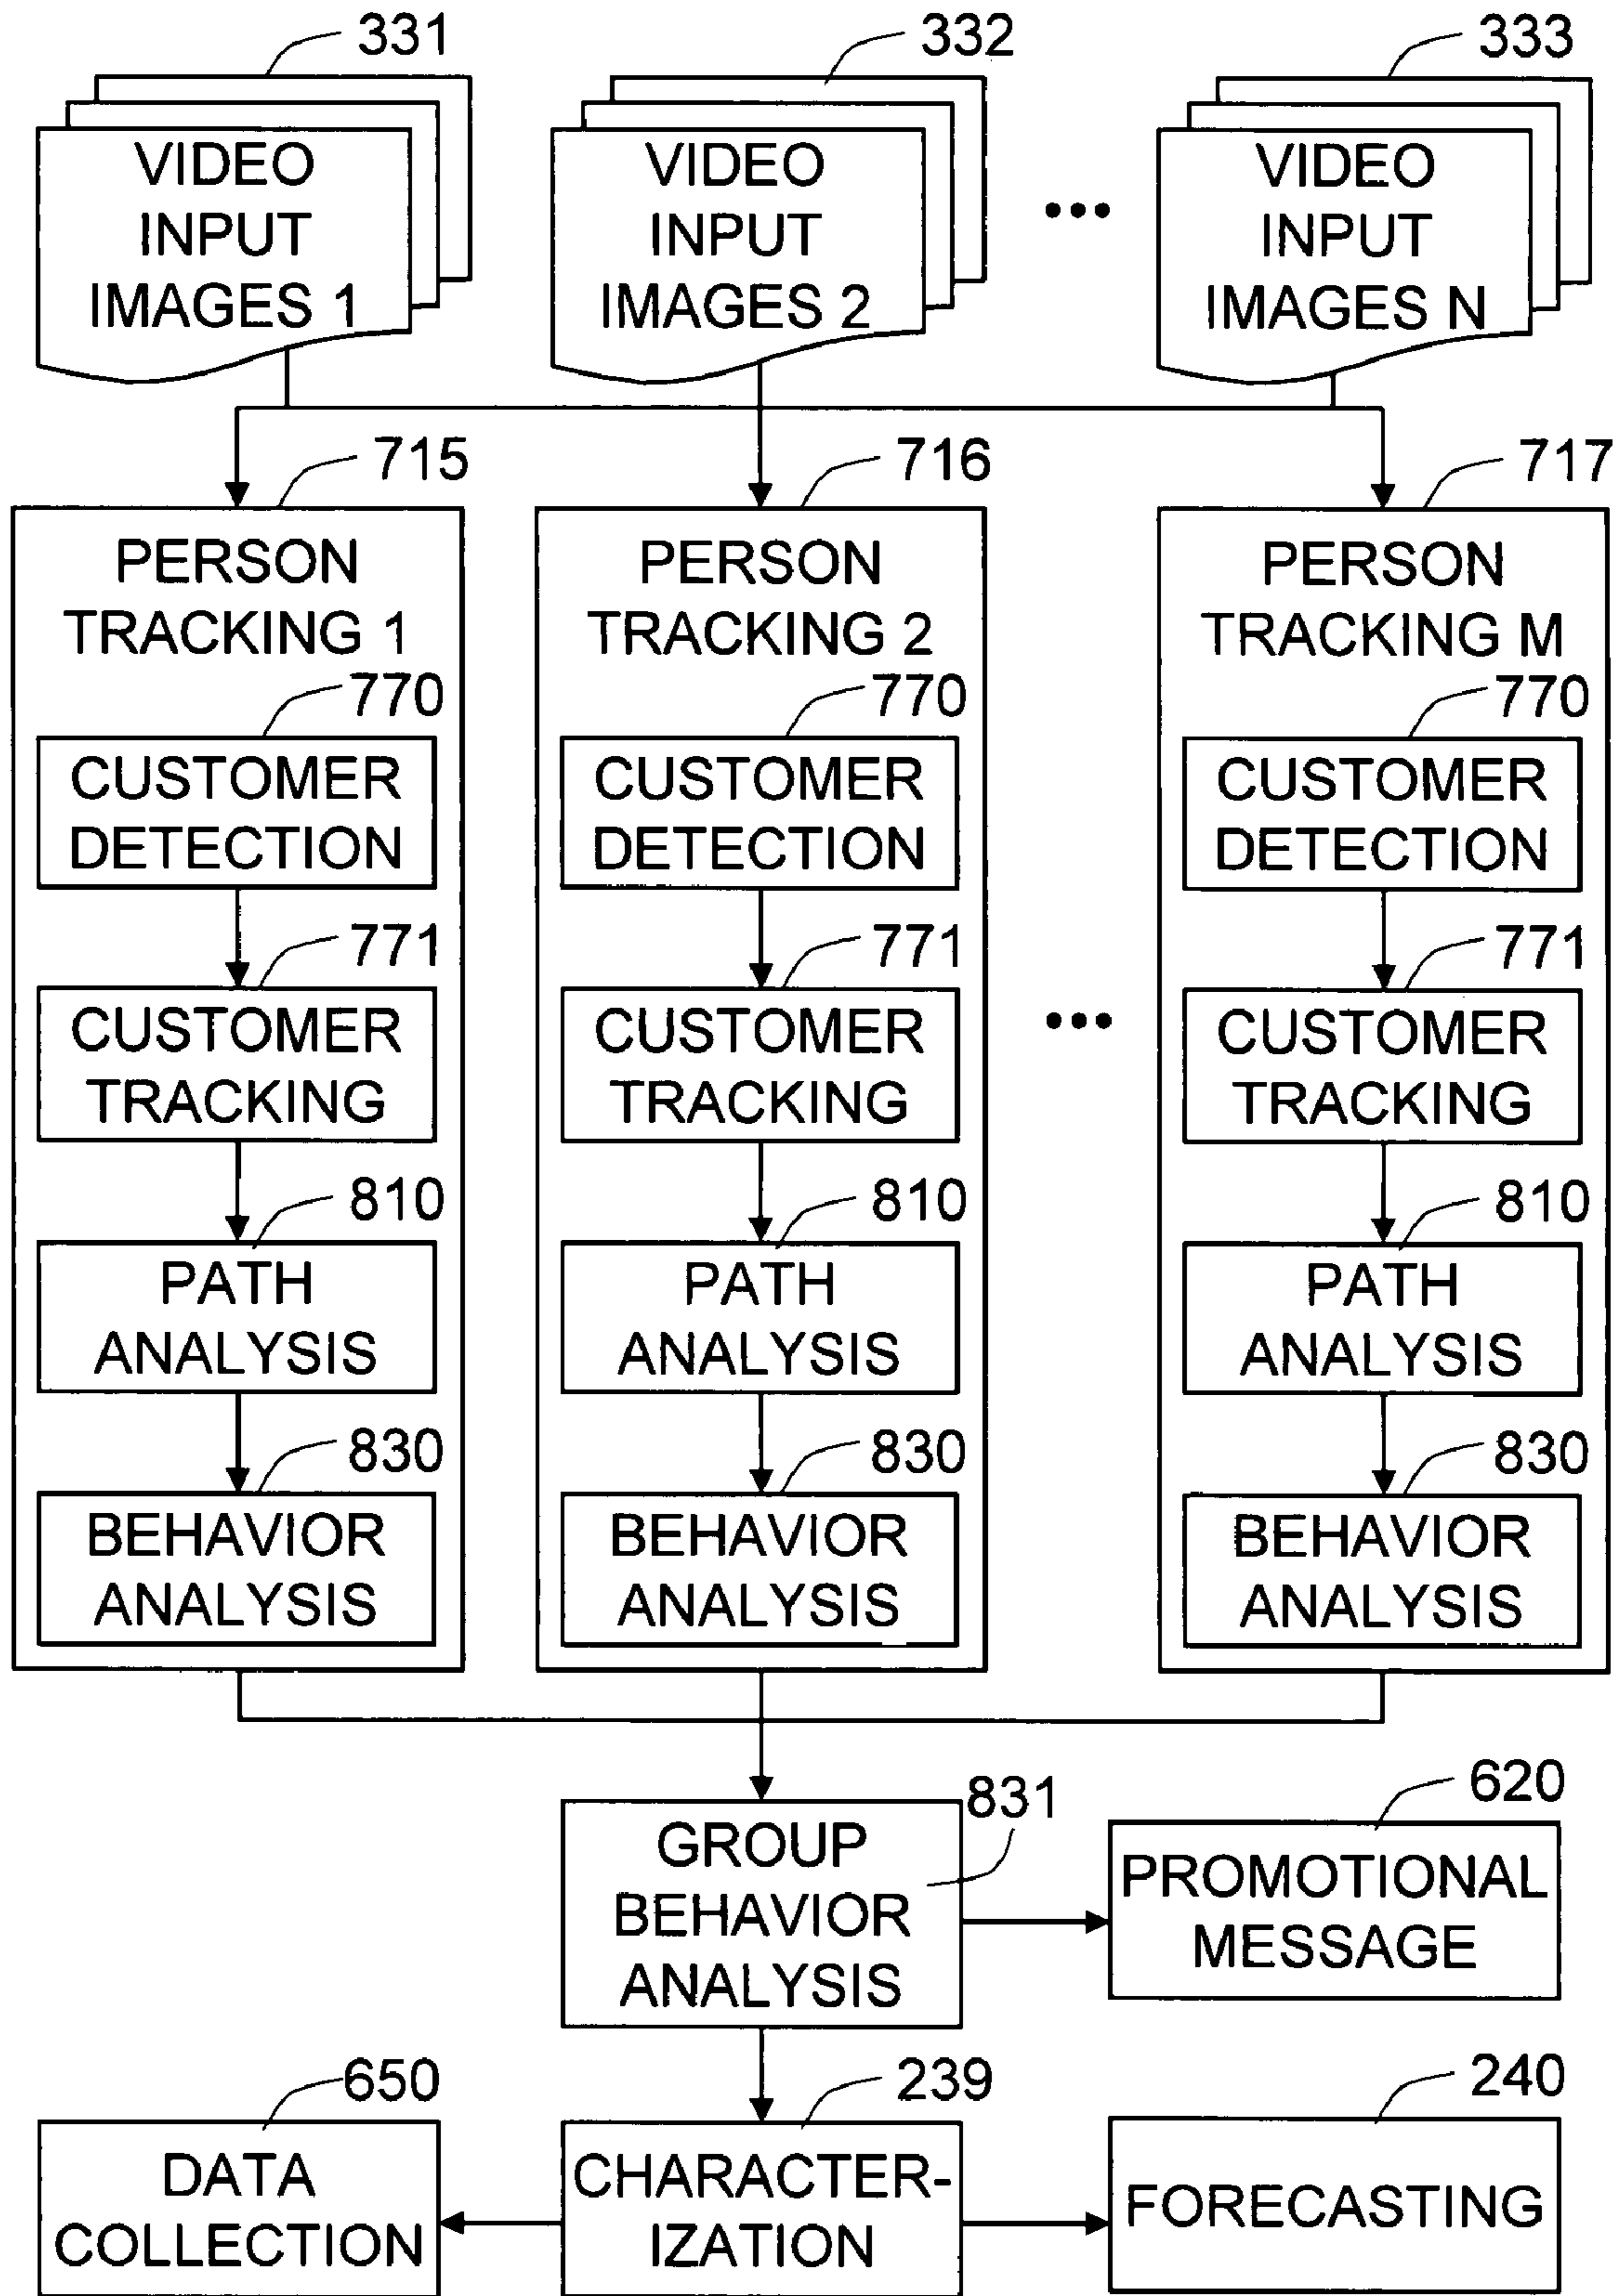 331
332
333
VIDEO
INPUT
IMAGES 1
VIDEO
INPUT
IMAGES 2
•••
VIDEO
INPUT
IMAGES N
715
716
717
PERSON
TRACKING 1
770
CUSTOMER
DETECTION
771
CUSTOMER
TRACKING
810
PATH
ANALYSIS
830
BEHAVIOR
ANALYSIS
PERSON
TRACKING 2
770
CUSTOMER
DETECTION
771
CUSTOMER
TRACKING
810
PATH
ANALYSIS
830
BEHAVIOR
ANALYSIS
•••
PERSON
TRACKING M
770
CUSTOMER
DETECTION
771
CUSTOMER
TRACKING
810
PATH
ANALYSIS
830
BEHAVIOR
ANALYSIS
831
GROUP
BEHAVIOR
ANALYSIS
620
PROMOTIONAL
MESSAGE
650
DATA
COLLECTION
239
CHARACTER-
IZATION
240
FORECASTING